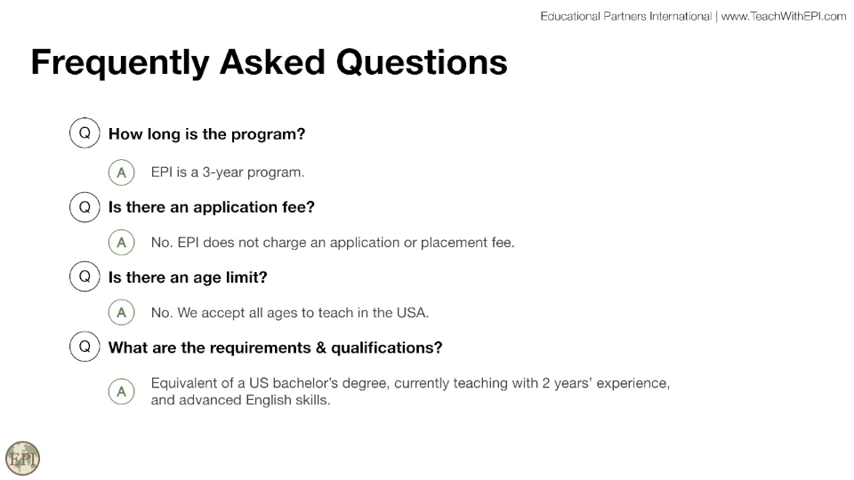 Educational Partners International | www.TeachWithEPI.com
Frequently Asked Questions
Q How long is the program?
A EPI is a 3-year program.
Q Is there an application fee?
A No. EPI does not charge an application or placement fee.
Q Is there an age limit?
A No. We accept all ages to teach in the USA.
Q What are the requirements & qualifications?
A Equivalent of a US bachelor's degree, currently teaching with 2 years' experience,
and advanced English skills.
EPI